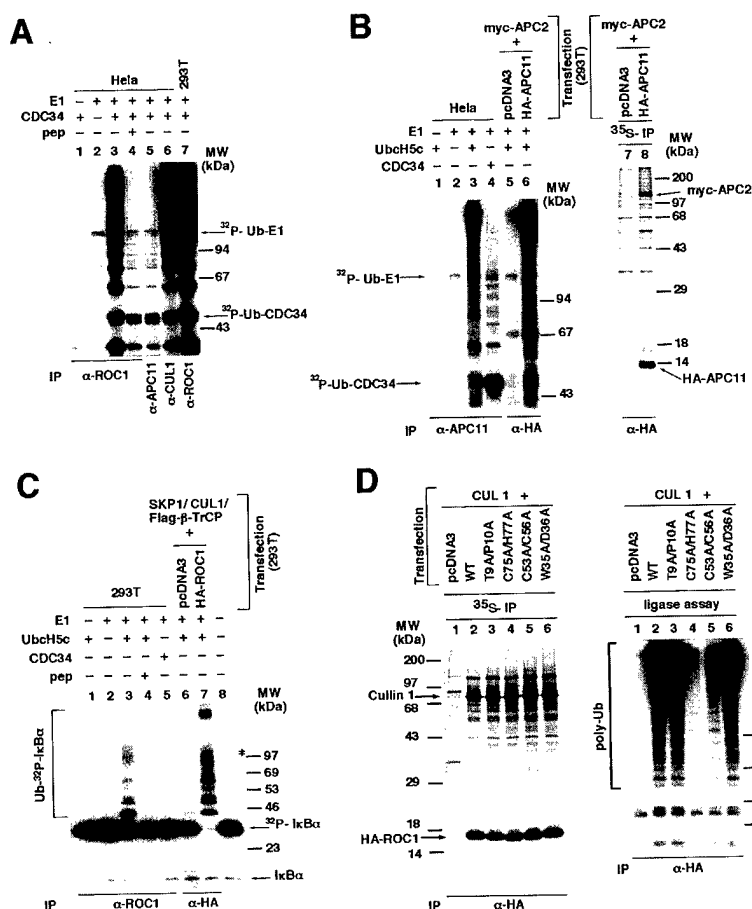 A
Hela
293T
E1 − + + + + + +
CDC34 + − + + + + +
pep − − − + − − −
1 2 3 4 5 6 7
MW
(kDa)
³²P- Ub-E1
94
67
³²P-Ub-CDC34
43
IP
α-ROC1
α-APC11
α-CUL1
α-ROC1
B
myc-APC2
+
pcDNA3
HA-APC11
Transfection
(293T)
Hela
E1 − + + + + +
UbcH5c + − + − + +
CDC34 − − − + − −
1 2 3 4 5 6
MW
(kDa)
³²P- Ub-E1
94
67
³²P-Ub-CDC34
43
IP
α-APC11
α-HA
myc-APC2
+
pcDNA3
HA-APC11
³⁵S- IP
7 8
MW
(kDa)
200
myc-APC2
97
68
43
29
18
14
HA-APC11
α-HA
C
SKP1/ CUL1/
Flag-β-TrCP
+
pcDNA3
HA-ROC1
Transfection
(293T)
293T
E1 − + + + + + + −
UbcH5c + − + + − + + −
CDC34 − − − − + − − −
pep − − − + − − − −
1 2 3 4 5 6 7 8
MW
(kDa)
Ub-³²P-IκBα
* 97
69
53
46
³²P- IκBα
23
IκBα
IP
α-ROC1
α-HA
D
Transfection
CUL 1 +
pcDNA3
WT
T9A/P10A
C75A/H77A
C53A/C56A
W35A/D36A
³⁵S- IP
MW
(kDa)
1 2 3 4 5 6
200
97
Cullin 1
68
43
29
18
HA-ROC1
14
IP
α-HA
CUL 1 +
pcDNA3
WT
T9A/P10A
C75A/H77A
C53A/C56A
W35A/D36A
ligase assay
1 2 3 4 5 6
poly-Ub
IP
α-HA